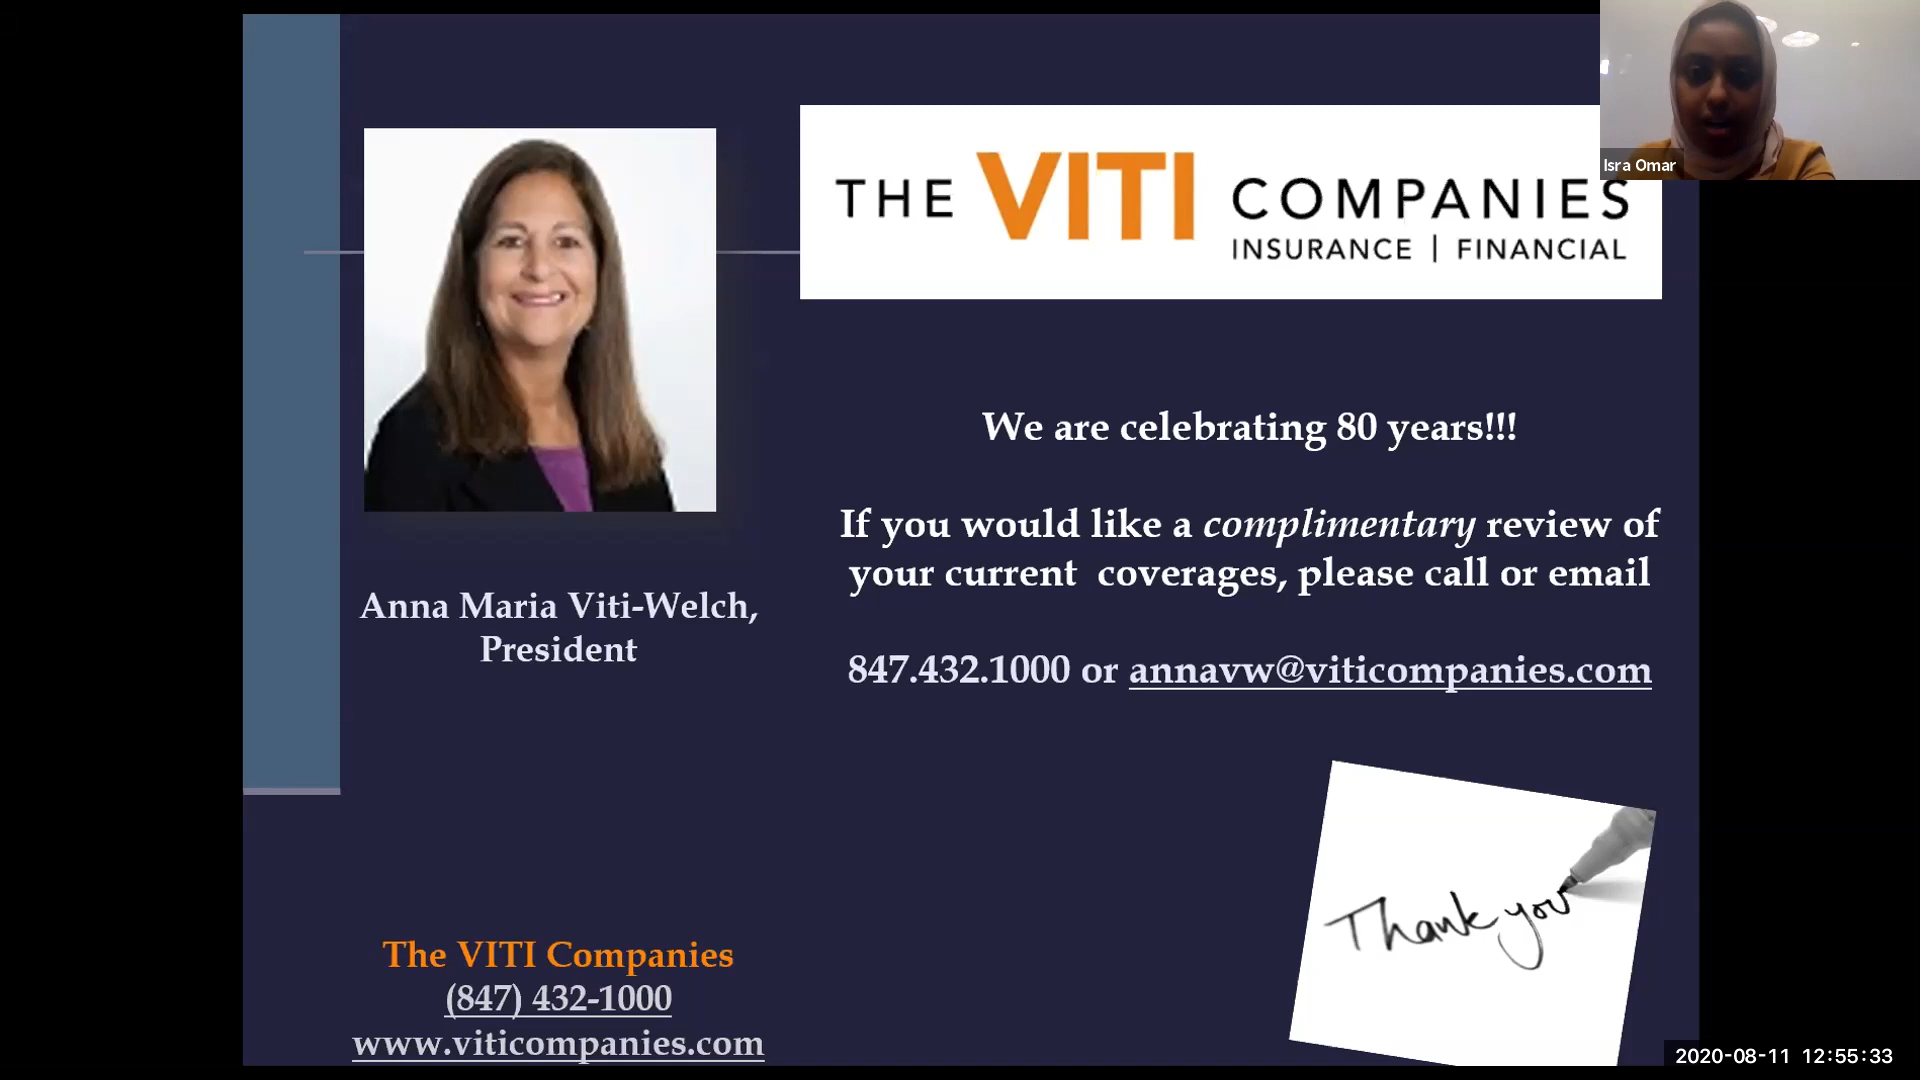 THE VITI COMPANIES
INSURANCE | FINANCIAL
Isra Omar
We are celebrating 80 years!!!
If you would like a complimentary review of
your current coverages, please call or email
847.432.1000 or annavw@viticompanies.com
Anna Maria Viti-Welch,
President
Thank you
The VITI Companies
(847) 432-1000
www.viticompanies.com
2020-08-11 12:55:33